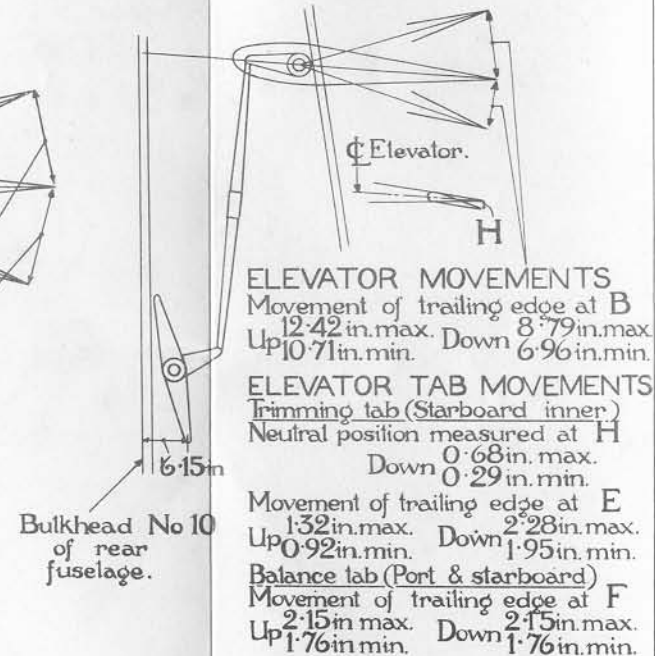 ℄ Elevator.
H
ELEVATOR MOVEMENTS
Movement of trailing edge at B
Up 12·42 in. max. Down 8·79 in. max
10·71 in. min. 6·96 in. min.
ELEVATOR TAB MOVEMENTS
Trimming tab (Starboard inner)
Neutral position measured at H
Down 0·68 in. max.
0·29 in. min.
6·15 in
Movement of trailing edge at E
Up 1·32 in. max. Down 2·28 in. max.
0·92 in. min. 1·95 in. min.
Bulkhead No 10
of rear
fuselage.
Balance tab (Port & starboard)
Movement of trailing edge at F
Up 2·15 in max. Down 2·15 in. max.
1·76 in min. 1·76 in. min.